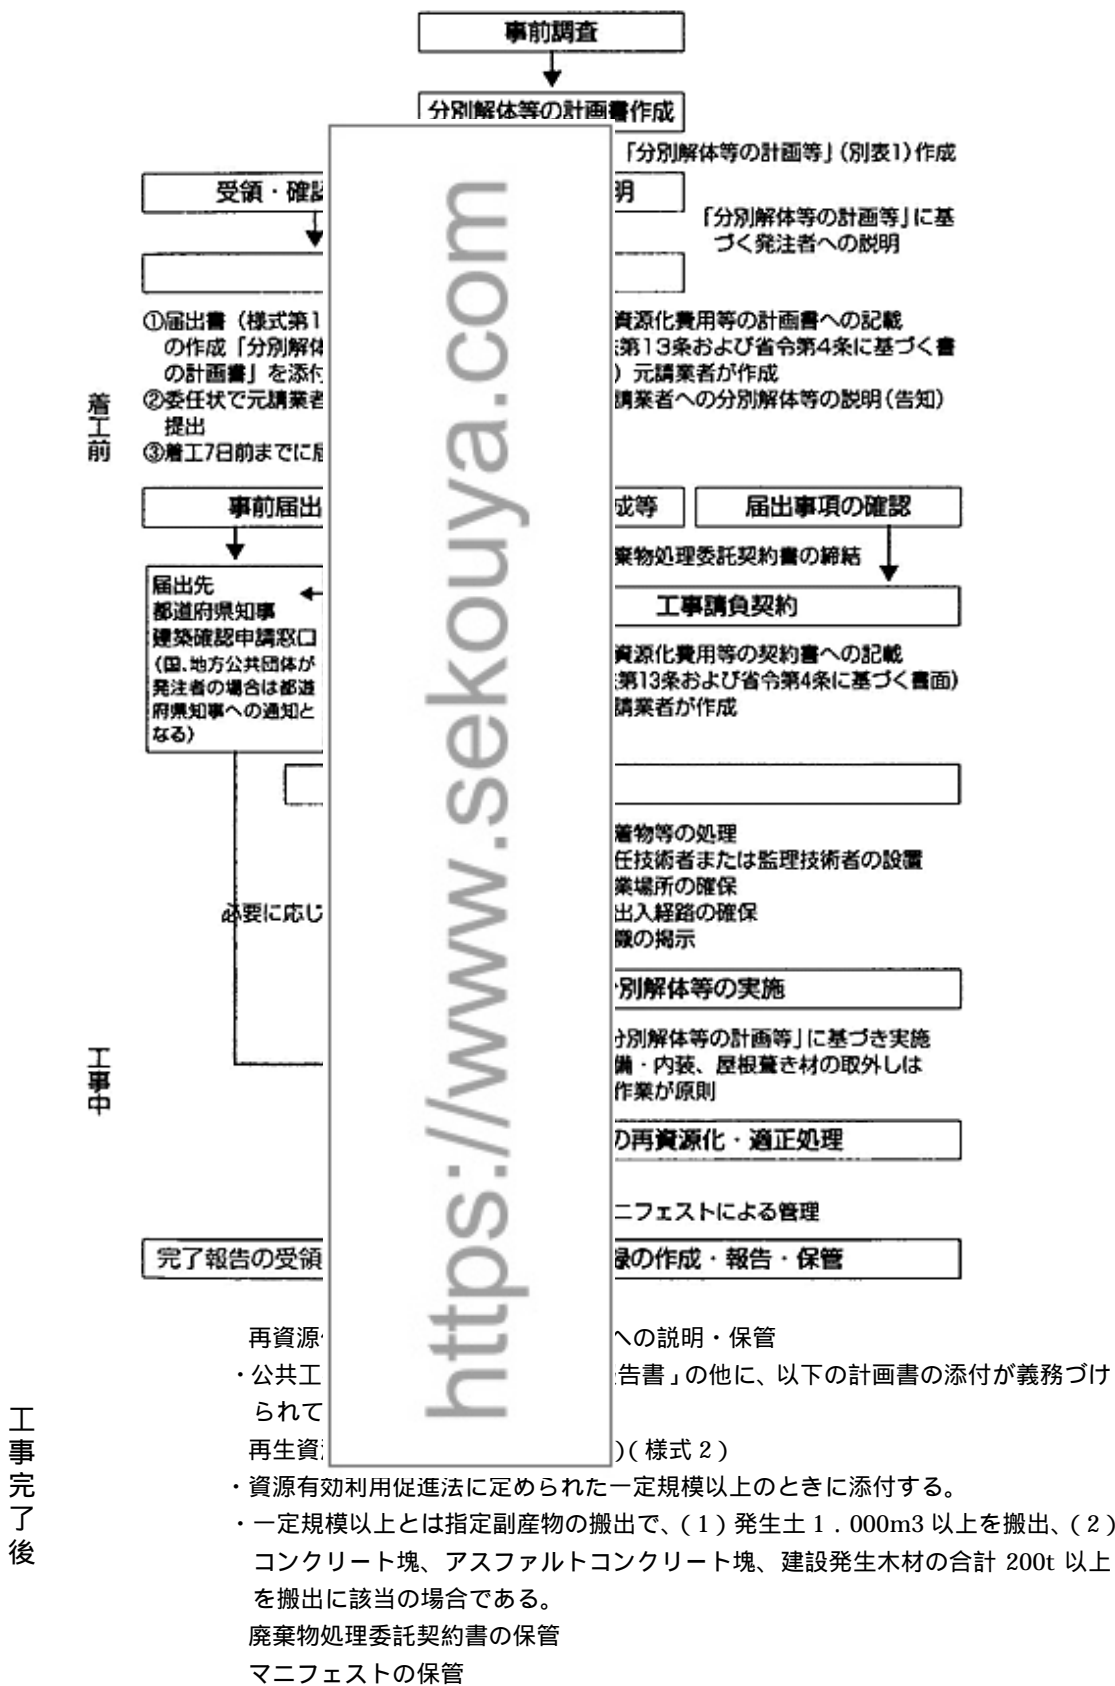 事前調査
分別解体等の計画書作成
「分別解体等の計画等」(別表1)作成
受領・確認
明
「分別解体等の計画等」に基
づく発注者への説明
①届出書（様式第1
の作成「分別解体
の計画書」を添付
②委任状で元請業者
提出
③着工7日前までに届
資源化費用等の計画書への記載
第13条および省令第4条に基づく書
）元請業者が作成
請業者への分別解体等の説明(告知)
着工前
事前届出
成等
届出事項の確認
棄物処理委託契約書の締結
届出先
都道府県知事
建築確認申請窓口
(国、地方公共団体が
発注者の場合は都道
府県知事への通知と
なる)
工事請負契約
資源化費用等の契約書への記載
第13条および省令第4条に基づく書面)
請業者が作成
着物等の処理
任技術者または監理技術者の設置
業場所の確保
出入経路の確保
識の掲示
必要に応じ
別解体等の実施
分別解体等の計画等」に基づき実施
備・内装、屋根葺き材の取外しは
作業が原則
工事中
の再資源化・適正処理
ニフェストによる管理
完了報告の受領
録の作成・報告・保管
https://www.sekouya.com
再資源
への説明・保管
・公共工
告書」の他に、以下の計画書の添付が義務づけ
られて
再生資
)(様式2)
・資源有効利用促進法に定められた一定規模以上のときに添付する。
・一定規模以上とは指定副産物の搬出で、(1)発生土1．000m3以上を搬出、(2)
コンクリート塊、アスファルトコンクリート塊、建設発生木材の合計 200t 以上
を搬出に該当の場合である。
廃棄物処理委託契約書の保管
マニフェストの保管
工事完了後